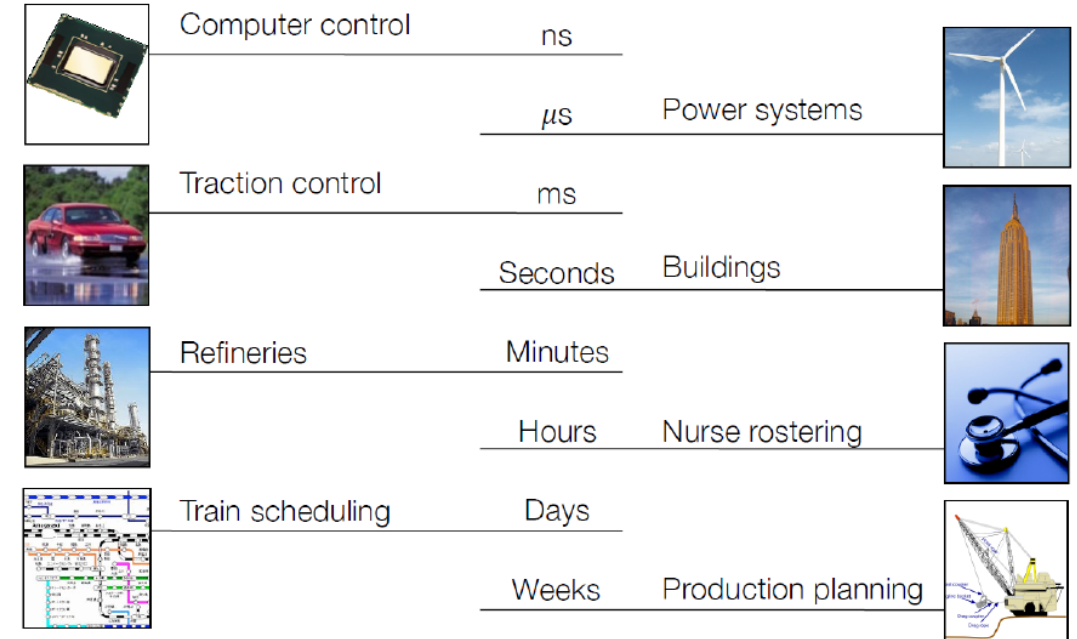 Computer control ns
μs Power systems
Traction control ms
Seconds Buildings
Refineries Minutes
Hours Nurse rostering
Train scheduling Days
Weeks Production planning